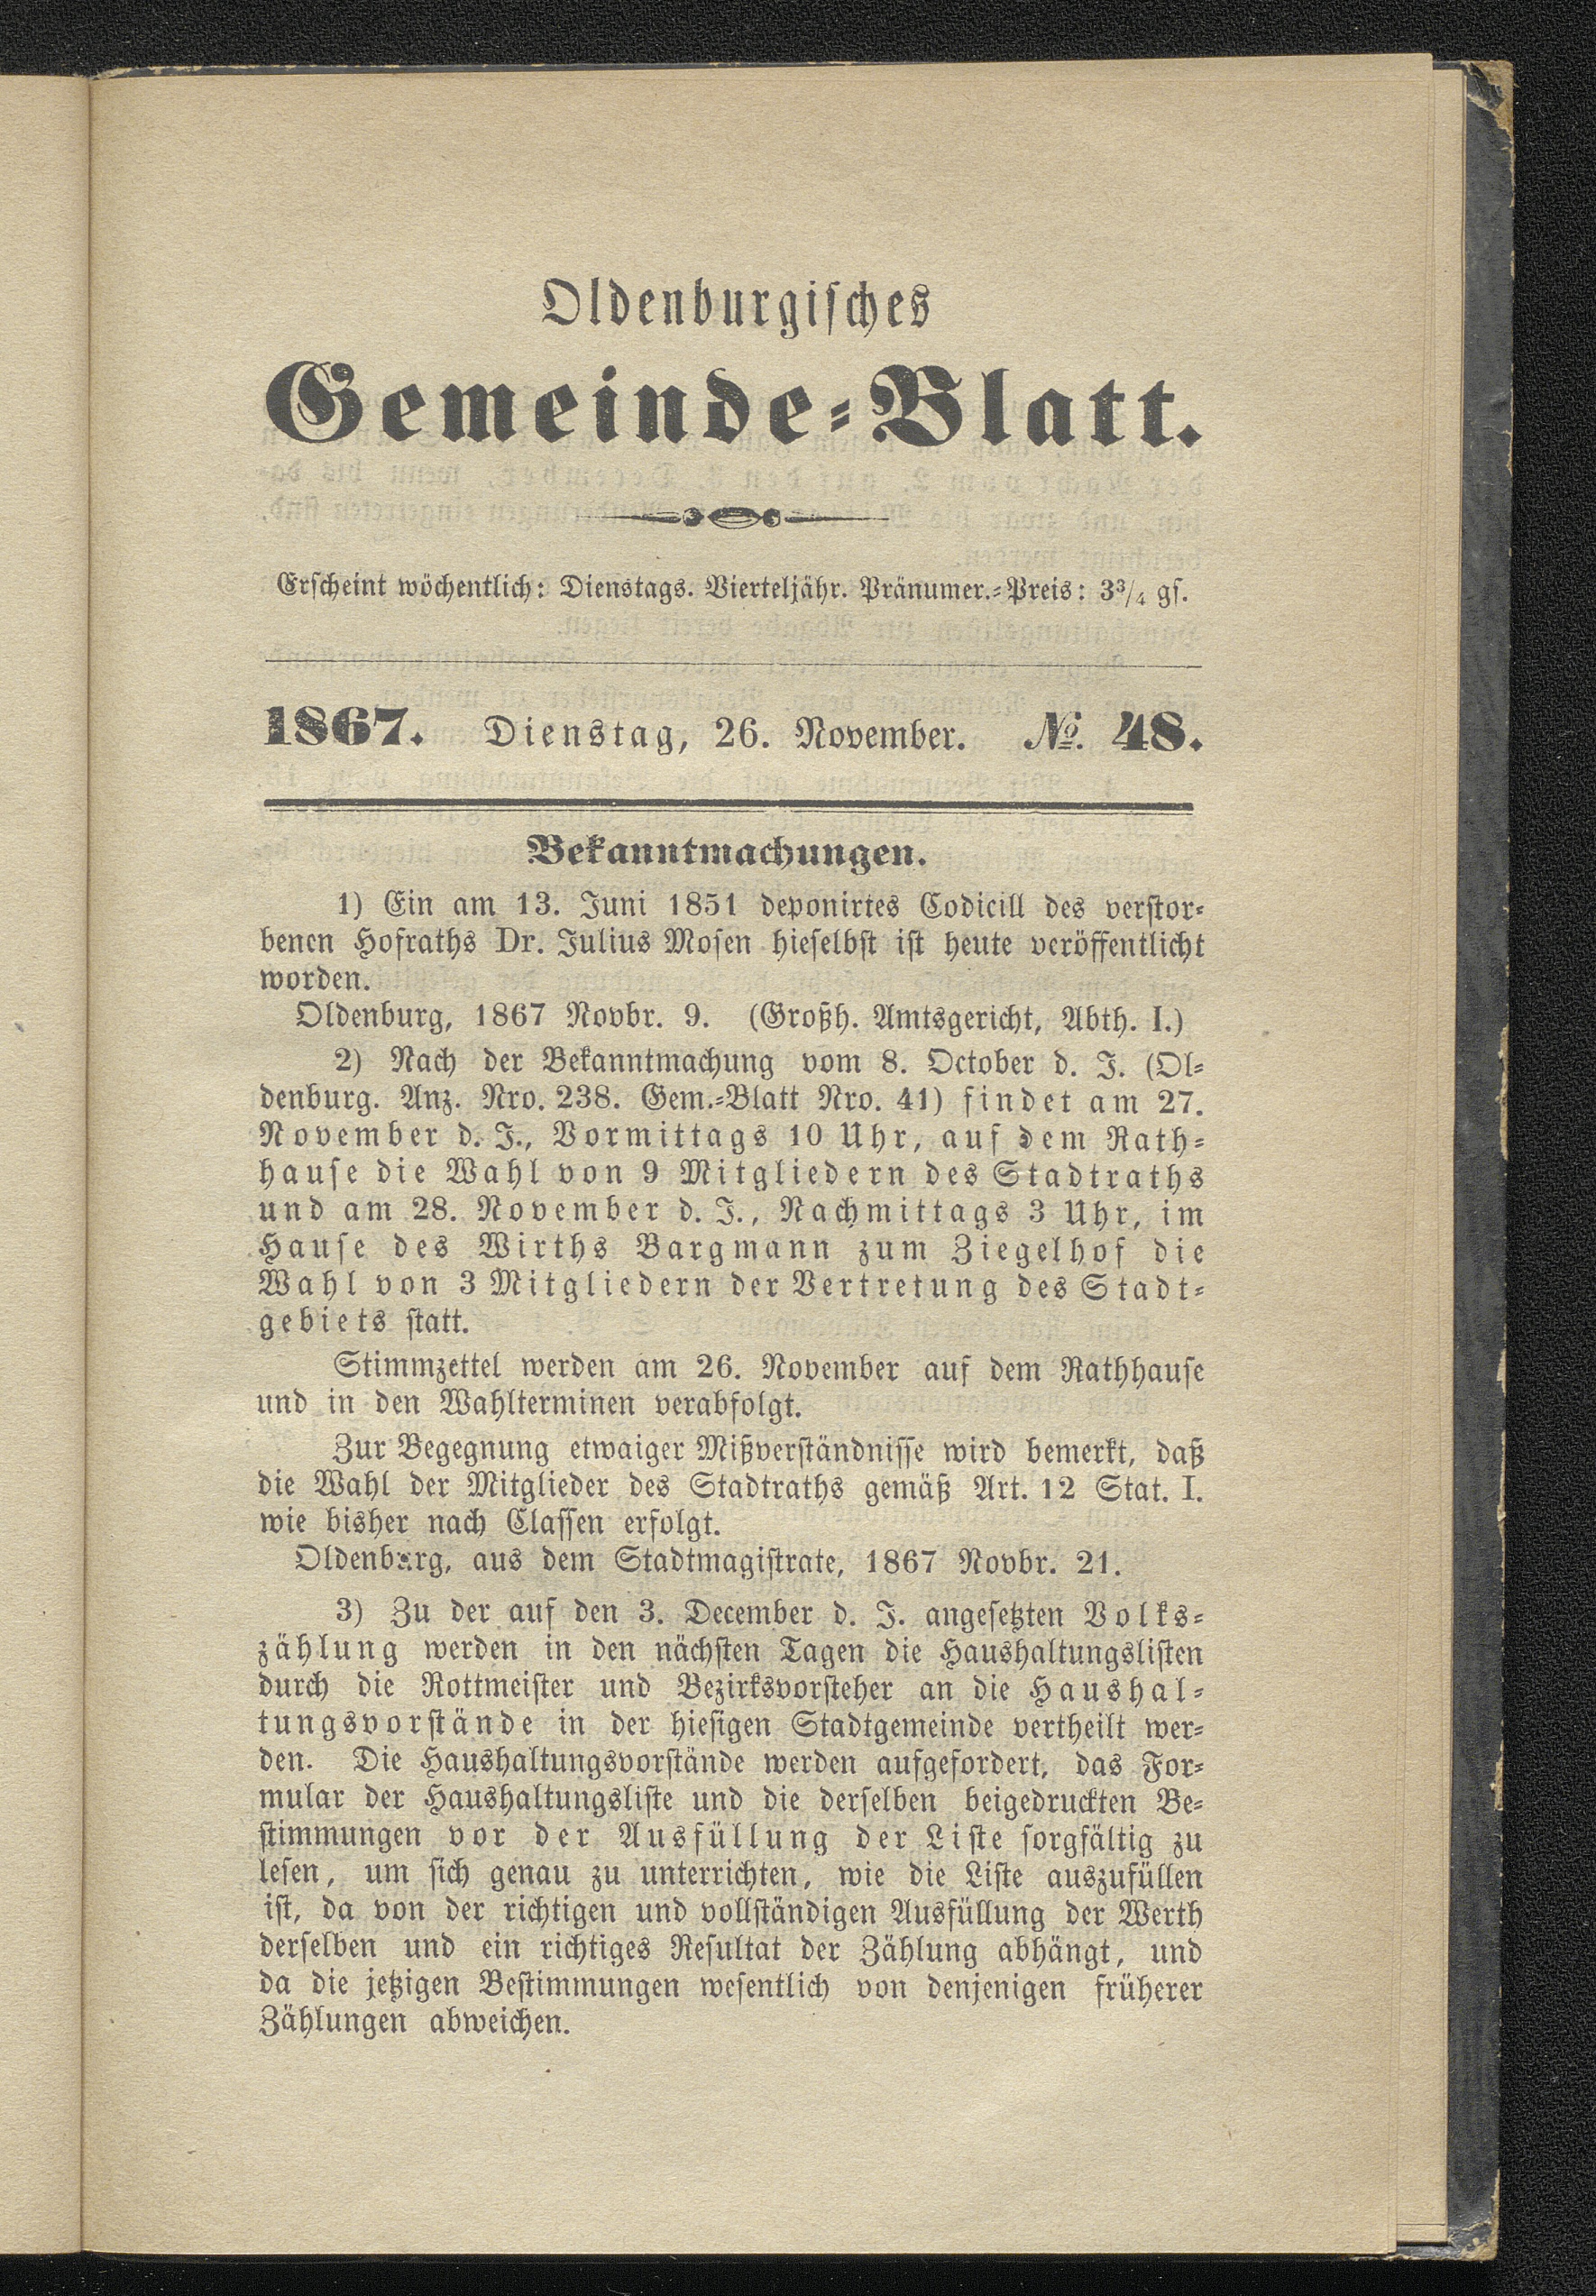 Oldenburgisches
Gemeinde-Blatt.
Erscheint wöchentlich: Dienstags. Vierteljähr. Pränumer.-Preis: 3³/₄ gs.
1867. Dienstag, 26. November. №. 48.
Bekanntmachungen.
1) Ein am 13. Juni 1851 deponirtes Codicill des verstor-
benen Hofraths Dr. Julius Mosen hieselbst ist heute veröffentlicht
worden.
Oldenburg, 1867 Novbr. 9. (Großh. Amtsgericht, Abth. I.)
2) Nach der Bekanntmachung vom 8. October d. J. (Ol-
denburg. Anz. Nro. 238. Gem.-Blatt Nro. 41) findet am 27.
November d. J., Vormittags 10 Uhr, auf dem Rath-
hause die Wahl von 9 Mitgliedern des Stadtraths
und am 28. November d. J., Nachmittags 3 Uhr, im
Hause des Wirths Bargmann zum Ziegelhof die
Wahl von 3 Mitgliedern der Vertretung des Stadt-
gebiets statt.
Stimmzettel werden am 26. November auf dem Rathhause
und in den Wahlterminen verabfolgt.
Zur Begegnung etwaiger Mißverständnisse wird bemerkt, daß
die Wahl der Mitglieder des Stadtraths gemäß Art. 12 Stat. I.
wie bisher nach Classen erfolgt.
Oldenburg, aus dem Stadtmagistrate, 1867 Novbr. 21.
3) Zu der auf den 3. December d. J. angesetzten Volks-
zählung werden in den nächsten Tagen die Haushaltungslisten
durch die Rottmeister und Bezirksvorsteher an die Haushal-
tungsvorstände in der hiesigen Stadtgemeinde vertheilt wer-
den. Die Haushaltungsvorstände werden aufgefordert, das For-
mular der Haushaltungsliste und die derselben beigedruckten Be-
stimmungen vor der Ausfüllung der Liste sorgfältig zu
lesen, um sich genau zu unterrichten, wie die Liste auszufüllen
ist, da von der richtigen und vollständigen Ausfüllung der Werth
derselben und ein richtiges Resultat der Zählung abhängt, und
da die jetzigen Bestimmungen wesentlich von denjenigen früherer
Zählungen abweichen.